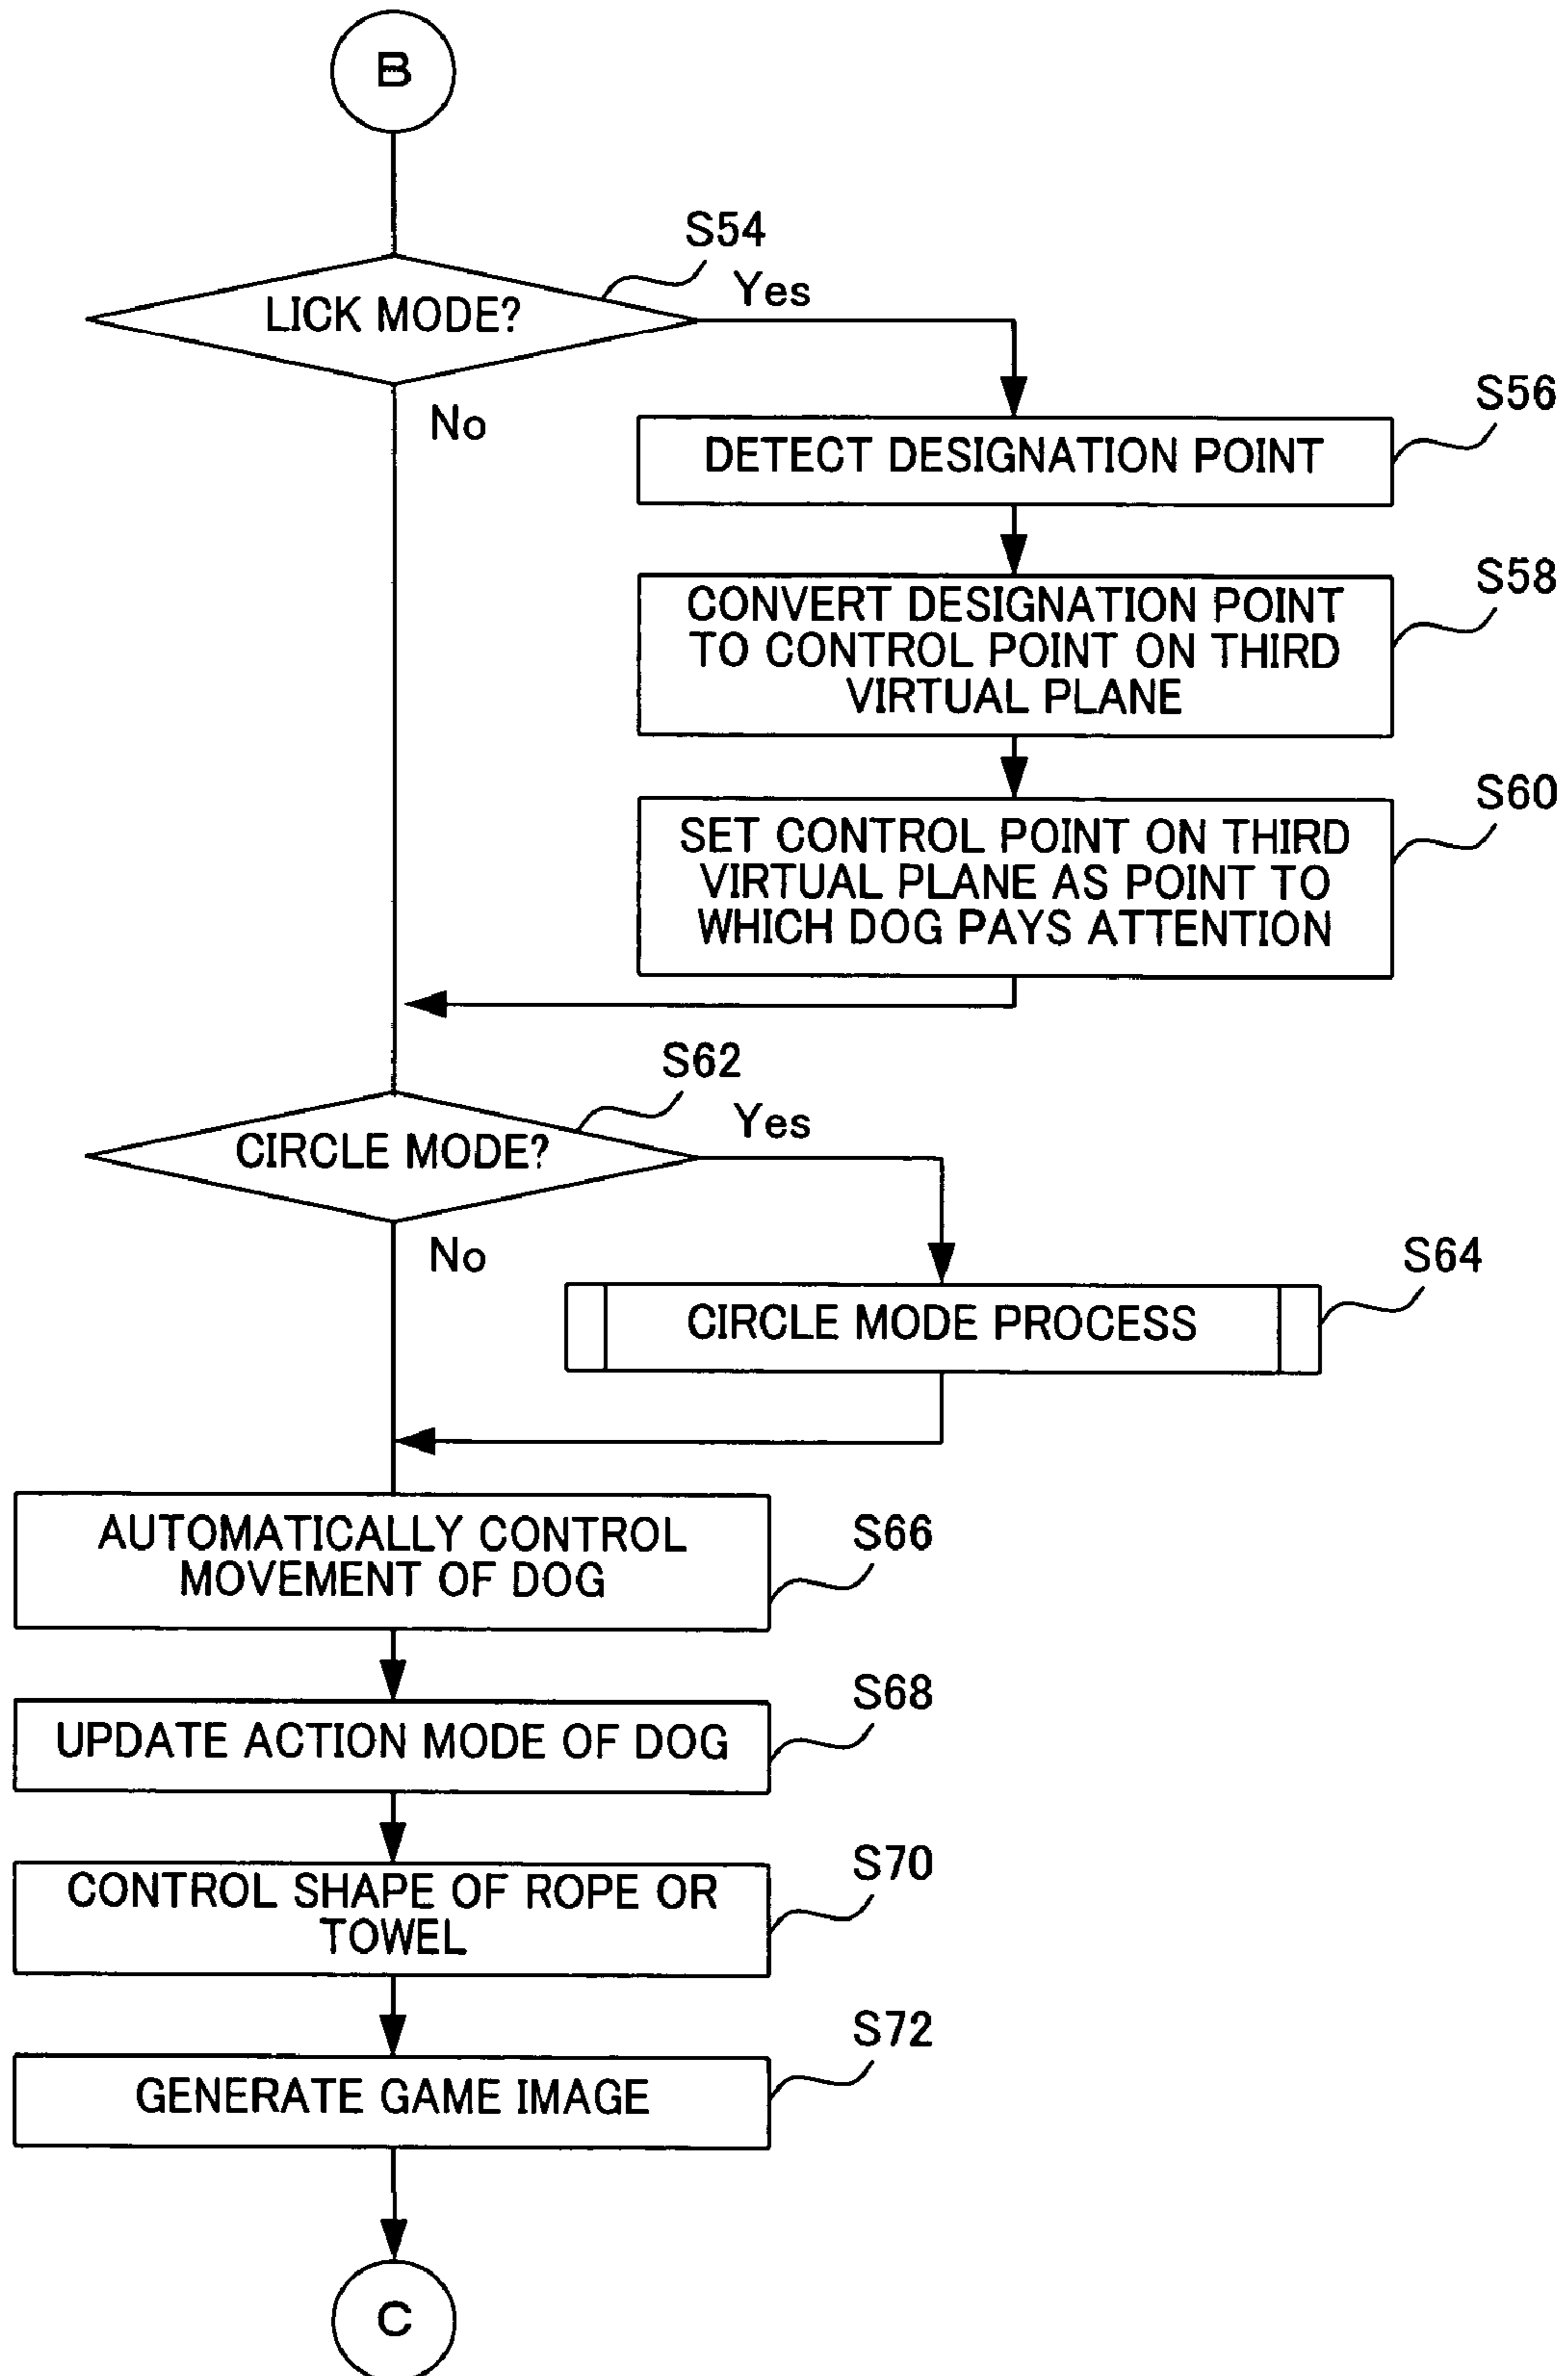 B
S54
LICK MODE?
Yes
No
S56
DETECT DESIGNATION POINT
S58
CONVERT DESIGNATION POINT
TO CONTROL POINT ON THIRD
VIRTUAL PLANE
S60
SET CONTROL POINT ON THIRD
VIRTUAL PLANE AS POINT TO
WHICH DOG PAYS ATTENTION
S62
CIRCLE MODE?
Yes
No
S64
CIRCLE MODE PROCESS
AUTOMATICALLY CONTROL
MOVEMENT OF DOG
S66
UPDATE ACTION MODE OF DOG
S68
CONTROL SHAPE OF ROPE OR
TOWEL
S70
GENERATE GAME IMAGE
S72
C